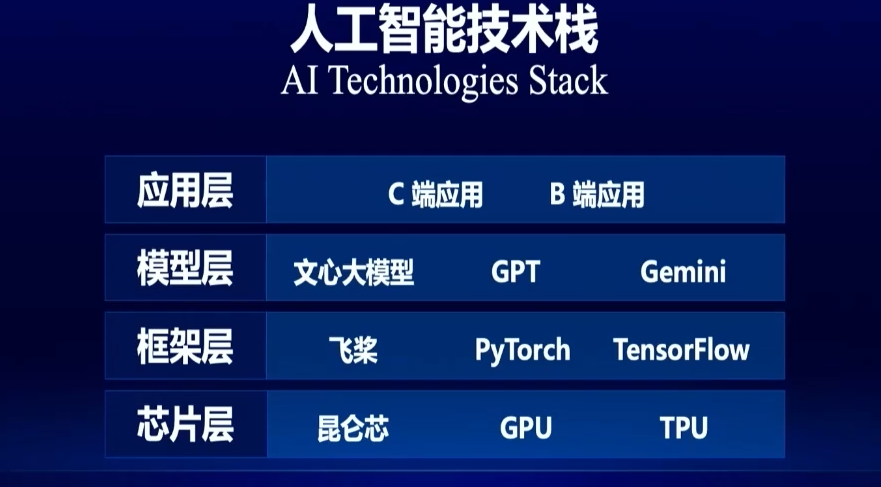 人工智能技术栈
AI Technologies Stack
应用层 C 端应用 B 端应用
模型层 文心大模型 GPT Gemini
框架层 飞桨 PyTorch TensorFlow
芯片层 昆仑芯 GPU TPU